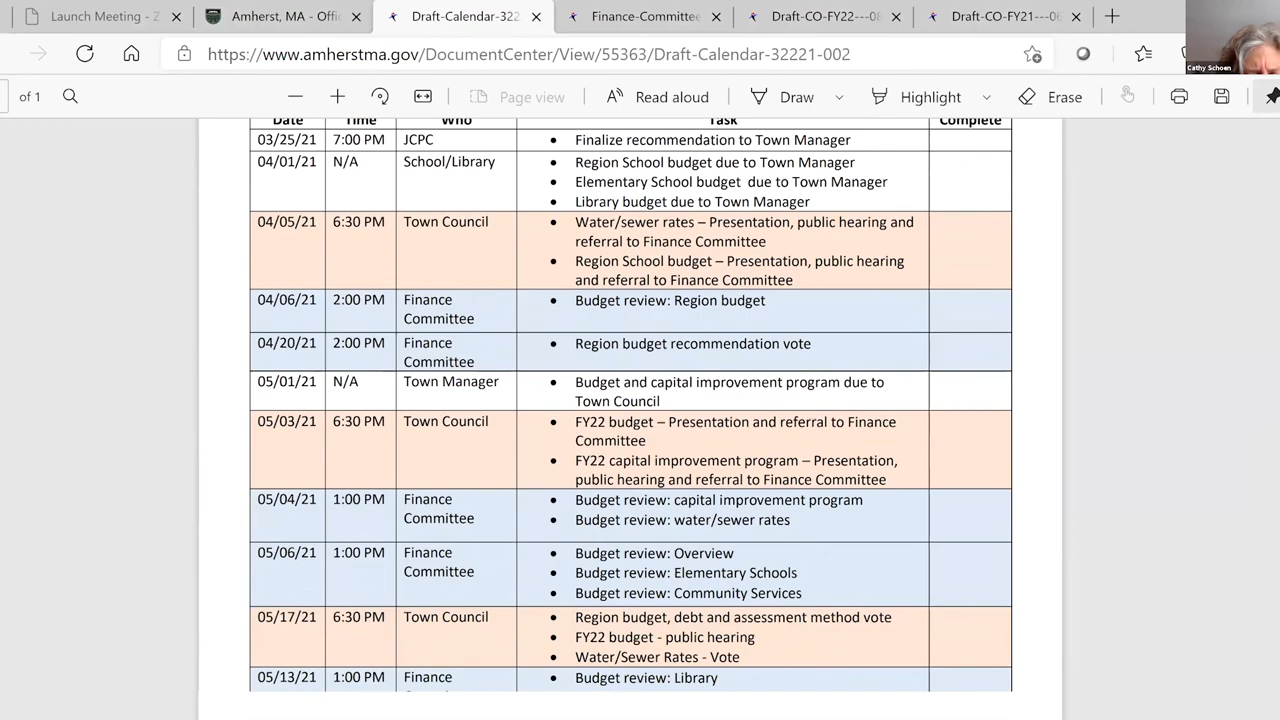 Launch Meeting - Z
Amherst, MA - Offi
Draft-Calendar-322
Finance-Committee
Draft-CO-FY22---08
Draft-CO-FY21---06
https://www.amherstma.gov/DocumentCenter/View/55363/Draft-Calendar-32221-002
Cathy Schoen
of 1
Page view
Read aloud
Draw
Highlight
Erase
Date Time Who Task Complete
03/25/21 7:00 PM JCPC • Finalize recommendation to Town Manager
04/01/21 N/A School/Library • Region School budget due to Town Manager
• Elementary School budget due to Town Manager
• Library budget due to Town Manager
04/05/21 6:30 PM Town Council • Water/sewer rates – Presentation, public hearing and
referral to Finance Committee
• Region School budget – Presentation, public hearing
and referral to Finance Committee
04/06/21 2:00 PM Finance • Budget review: Region budget
Committee
04/20/21 2:00 PM Finance • Region budget recommendation vote
Committee
05/01/21 N/A Town Manager • Budget and capital improvement program due to
Town Council
05/03/21 6:30 PM Town Council • FY22 budget – Presentation and referral to Finance
Committee
• FY22 capital improvement program – Presentation,
public hearing and referral to Finance Committee
05/04/21 1:00 PM Finance • Budget review: capital improvement program
Committee • Budget review: water/sewer rates
05/06/21 1:00 PM Finance • Budget review: Overview
Committee • Budget review: Elementary Schools
• Budget review: Community Services
05/17/21 6:30 PM Town Council • Region budget, debt and assessment method vote
• FY22 budget - public hearing
• Water/Sewer Rates - Vote
05/13/21 1:00 PM Finance • Budget review: Library